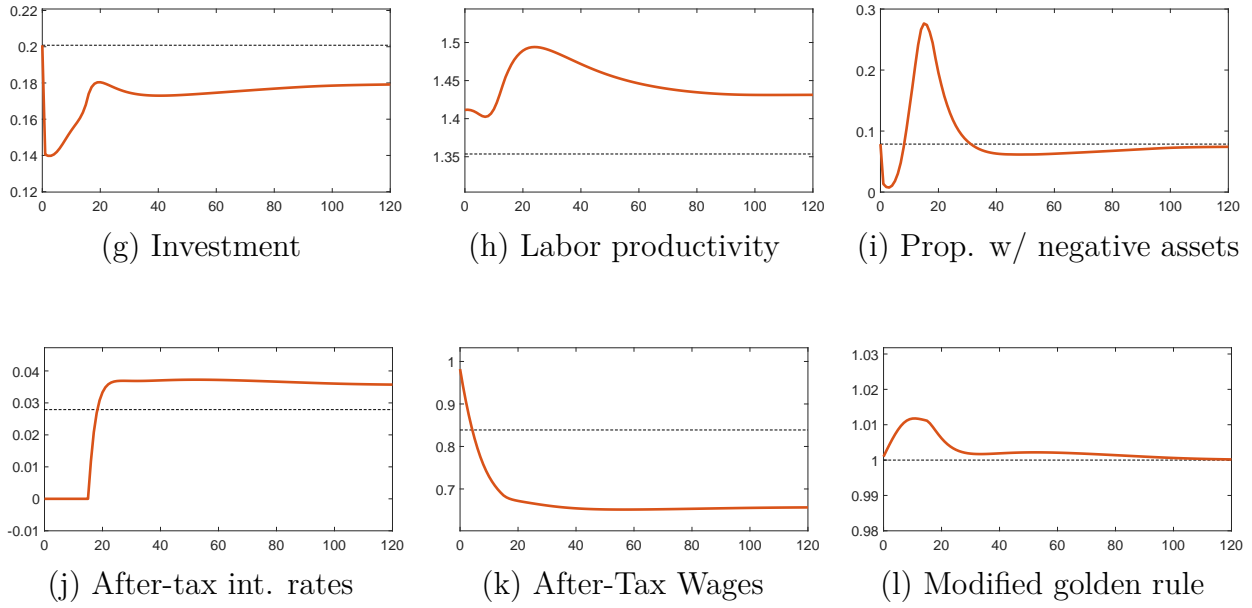 0.22
0.2
0.18
0.16
0.14
0.12
0 20 40 60 80 100 120
(g) Investment
1.5
1.45
1.4
1.35
0 20 40 60 80 100 120
(h) Labor productivity
0.3
0.2
0.1
0
0 20 40 60 80 100 120
(i) Prop. w/ negative assets
0.04
0.03
0.02
0.01
0
-0.01
0 20 40 60 80 100 120
(j) After-tax int. rates
1
0.9
0.8
0.7
0.6
0 20 40 60 80 100 120
(k) After-Tax Wages
1.03
1.02
1.01
1
0.99
0.98
0 20 40 60 80 100 120
(l) Modified golden rule